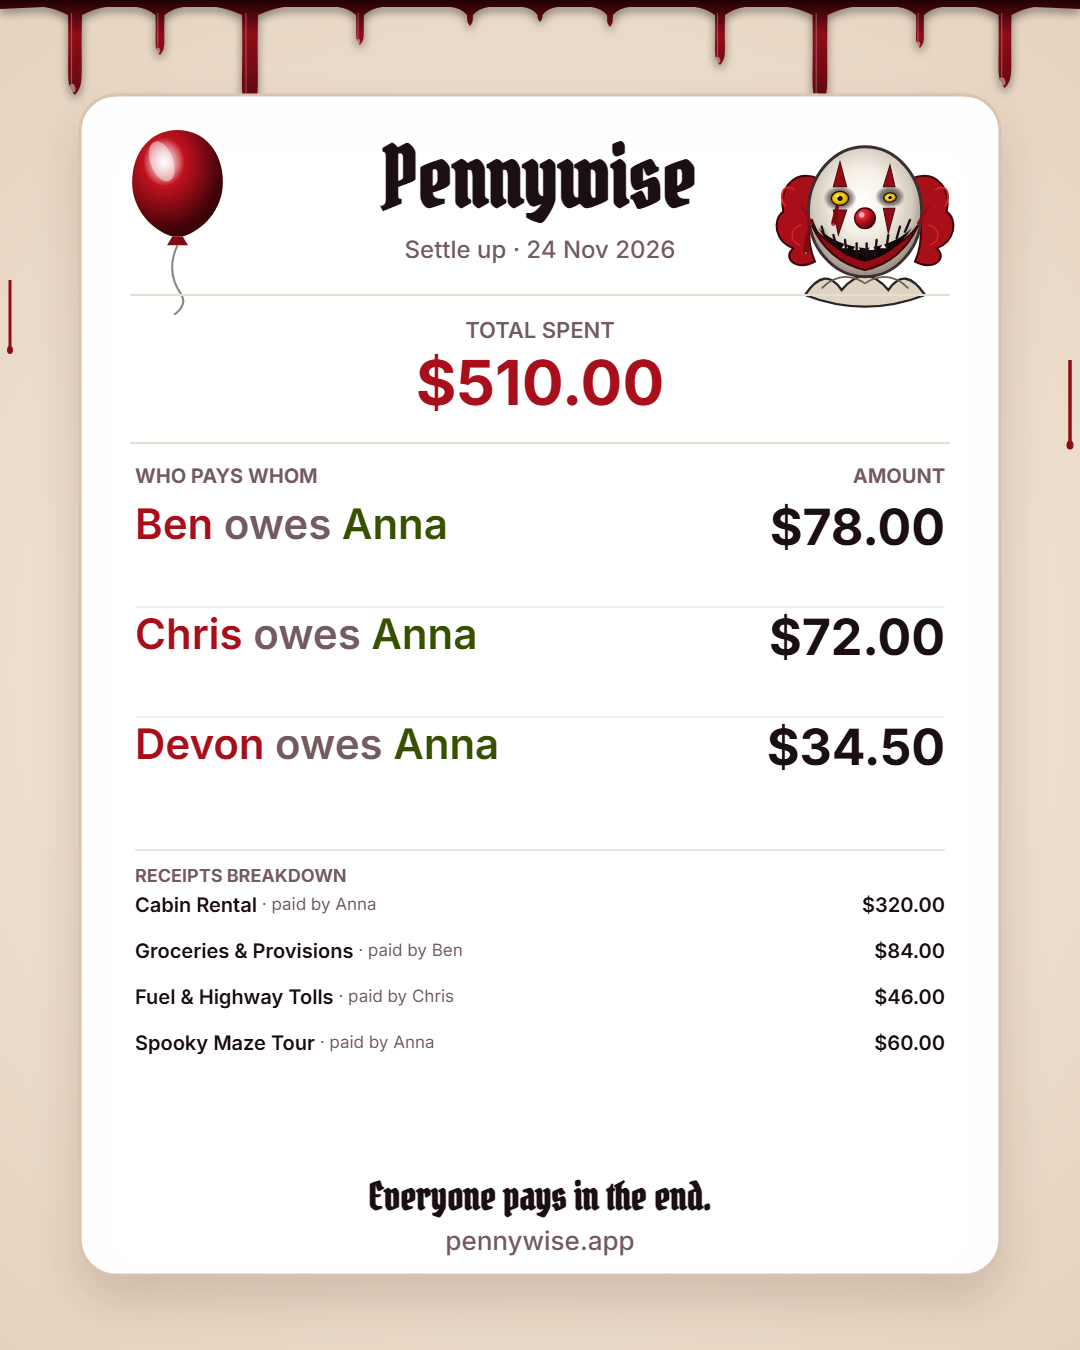 Pennywise
Settle up · 24 Nov 2026
TOTAL SPENT
$510.00
WHO PAYS WHOM AMOUNT
Ben owes Anna $78.00
Chris owes Anna $72.00
Devon owes Anna $34.50
RECEIPTS BREAKDOWN
Cabin Rental · paid by Anna $320.00
Groceries & Provisions · paid by Ben $84.00
Fuel & Highway Tolls · paid by Chris $46.00
Spooky Maze Tour · paid by Anna $60.00
Everyone pays in the end.
pennywise.app